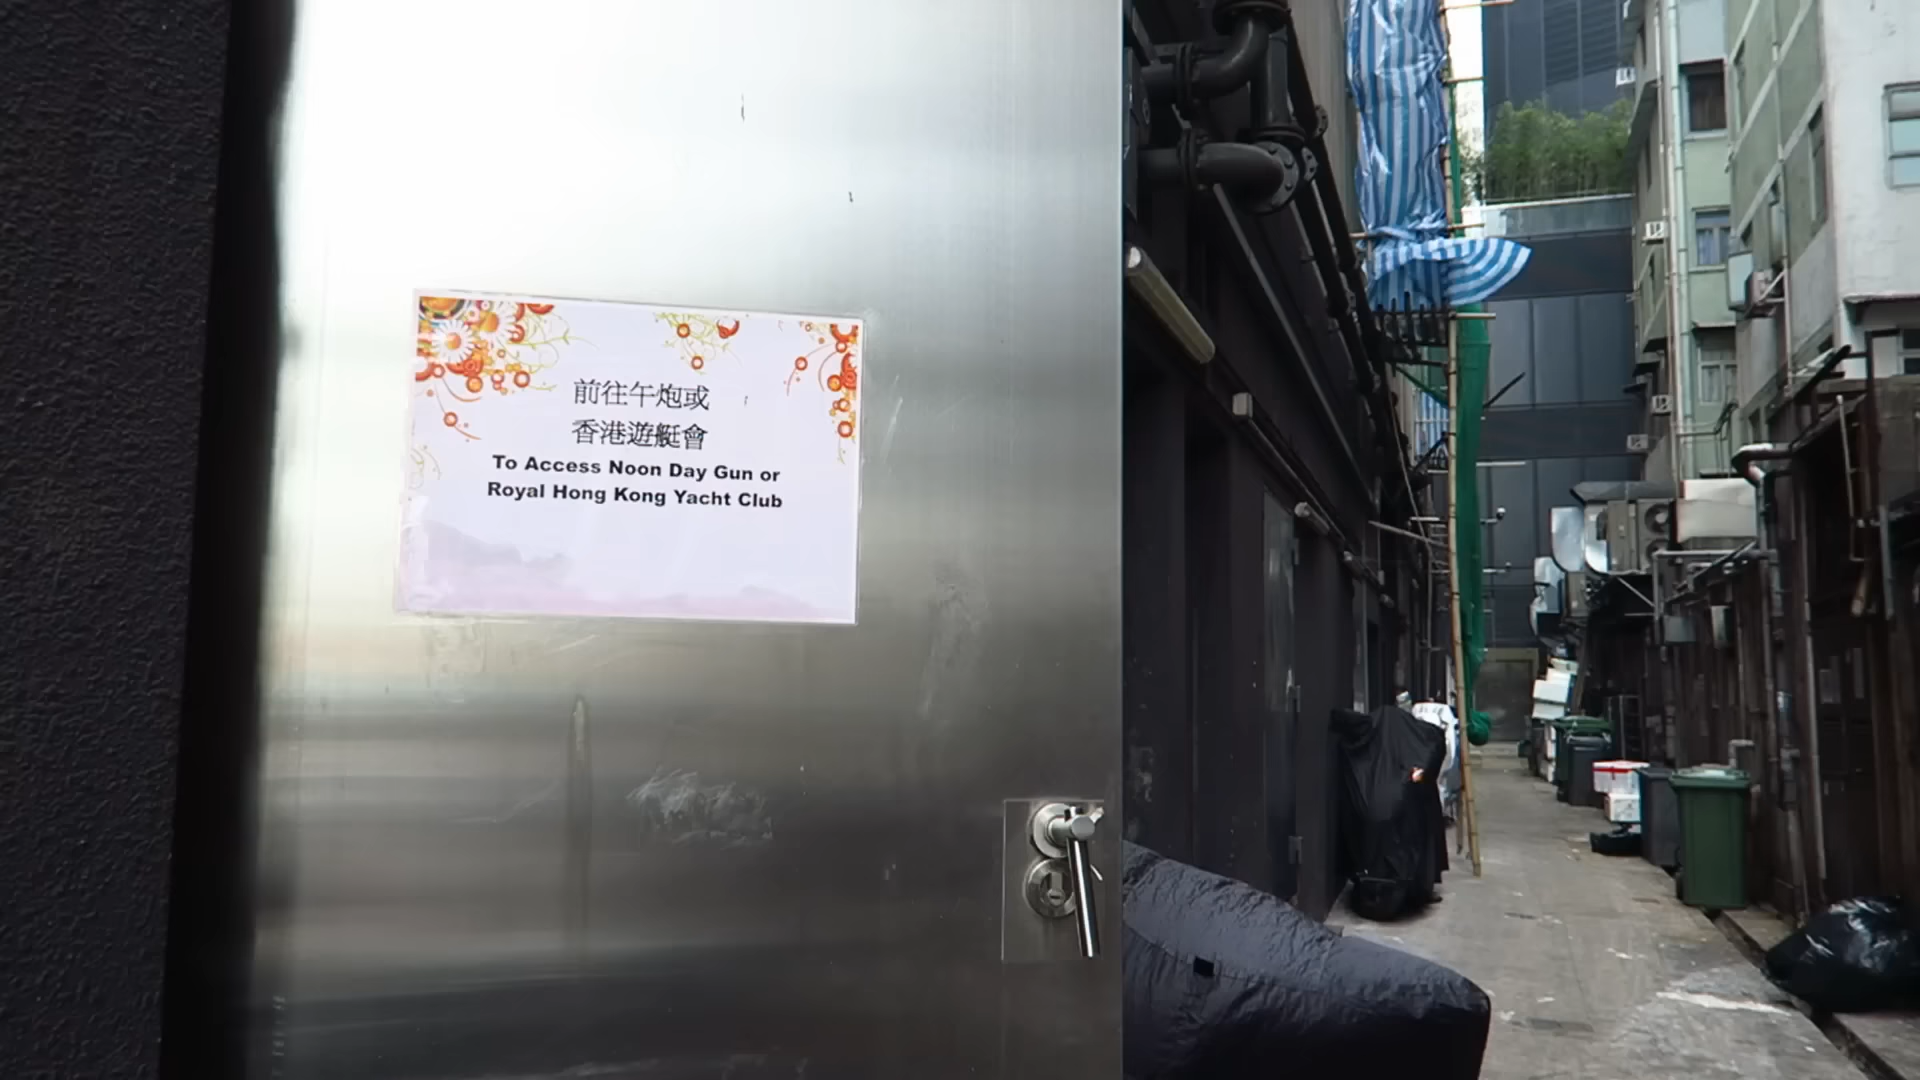 前往午炮或
香港遊艇會
To Access Noon Day Gun or
Royal Hong Kong Yacht Club